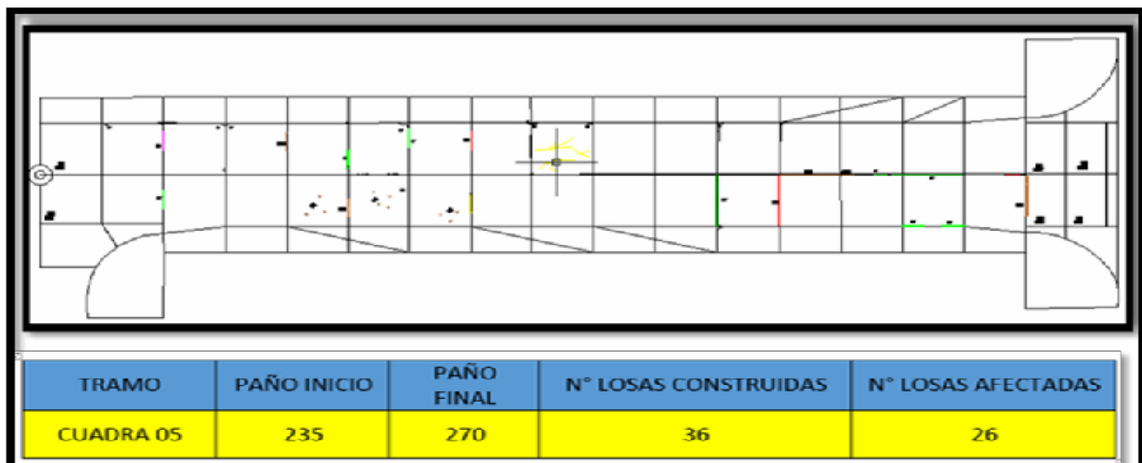 TRAMO PAÑO INICIO PAÑO FINAL N° LOSAS CONSTRUIDAS N° LOSAS AFECTADAS
CUADRA 05 235 270 36 26